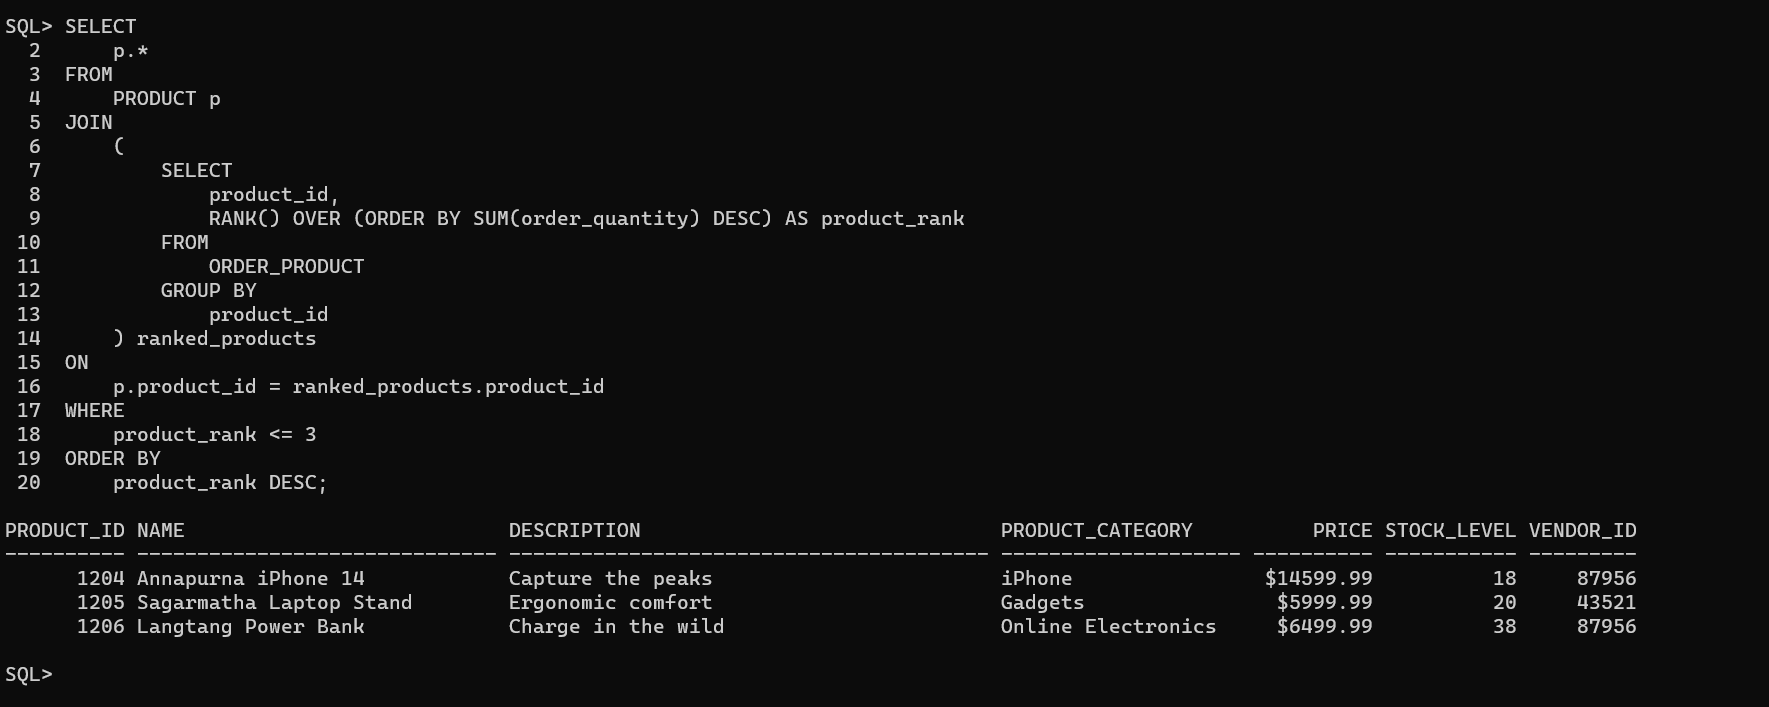 SQL> SELECT
  2      p.*
  3  FROM
  4      PRODUCT p
  5  JOIN
  6      (
  7          SELECT
  8              product_id,
  9              RANK() OVER (ORDER BY SUM(order_quantity) DESC) AS product_rank
 10          FROM
 11              ORDER_PRODUCT
 12          GROUP BY
 13              product_id
 14      ) ranked_products
 15  ON
 16      p.product_id = ranked_products.product_id
 17  WHERE
 18      product_rank <= 3
 19  ORDER BY
 20      product_rank DESC;
PRODUCT_ID NAME                           DESCRIPTION                              PRODUCT_CATEGORY          PRICE STOCK_LEVEL VENDOR_ID
---------- ------------------------------ ---------------------------------------- -------------------- ---------- ----------- ---------
      1204 Annapurna iPhone 14            Capture the peaks                        iPhone                $14599.99          18     87956
      1205 Sagarmatha Laptop Stand        Ergonomic comfort                        Gadgets                $5999.99          20     43521
      1206 Langtang Power Bank            Charge in the wild                       Online Electronics     $6499.99          38     87956
SQL>